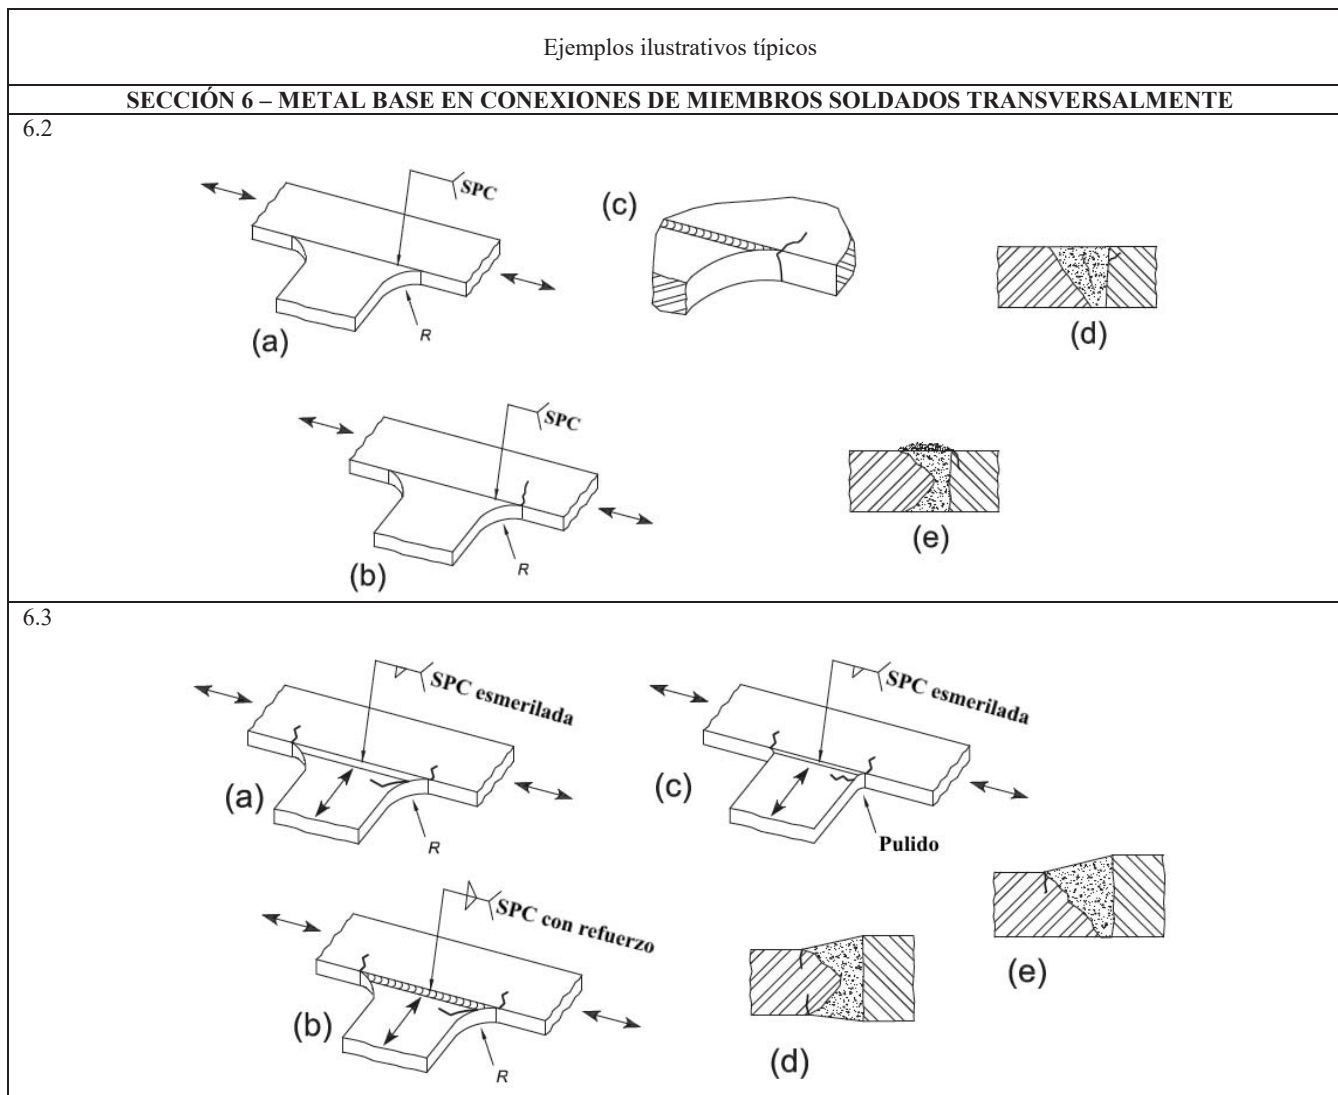 Ejemplos ilustrativos típicos
SECCIÓN 6 – METAL BASE EN CONEXIONES DE MIEMBROS SOLDADOS TRANSVERSALMENTE
6.2
SPC
R
(a)
(c)
(d)
SPC
R
(b)
(e)
6.3
SPC esmerilada
(a)
R
SPC esmerilada
(c)
Pulido
SPC con refuerzo
(b)
R
(d)
(e)